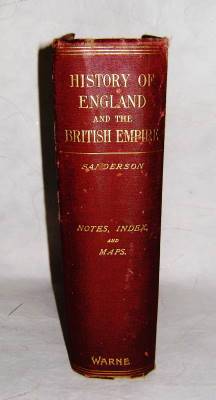 HISTORY OF
ENGLAND
AND THE
BRITISH EMPIRE
SANDERSON
NOTES, INDEX,
AND
MAPS.
WARNE